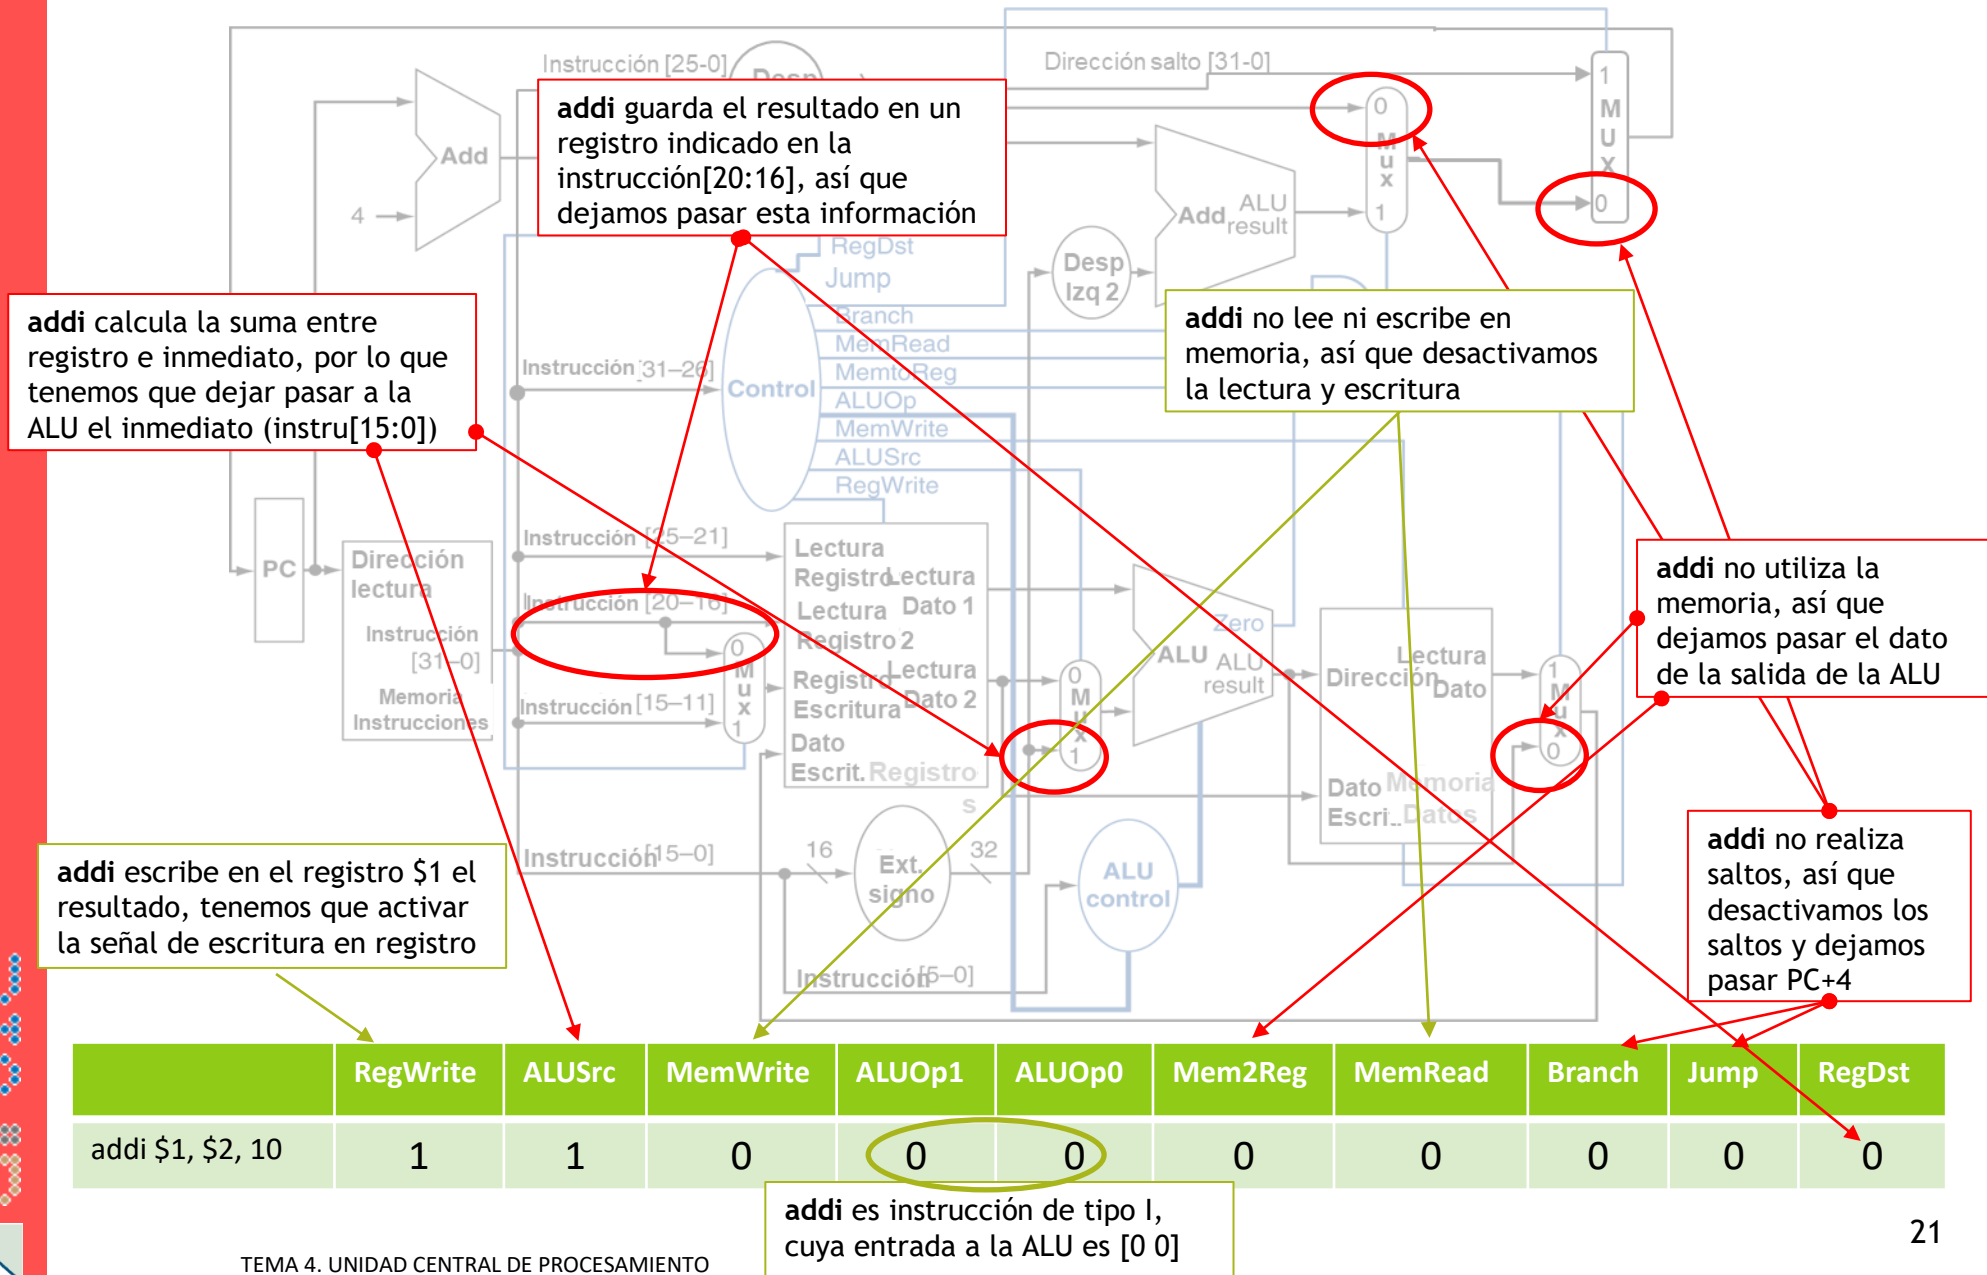 Instrucción [25-0]
Dirección salto [31-0]
addi guarda el resultado en un
registro indicado en la
instrucción[20:16], así que
dejamos pasar esta información
Add
4
0
M
u
x
1
1
M
U
X
0
Add
ALU
result
Desp
Izq 2
RegDst
Jump
Branch
MemRead
MemtoReg
ALUOp
MemWrite
ALUSrc
RegWrite
Control
Instrucción [31–26]
addi calcula la suma entre
registro e inmediato, por lo que
tenemos que dejar pasar a la
ALU el inmediato (instru[15:0])
addi no lee ni escribe en
memoria, así que desactivamos
la lectura y escritura
PC
Dirección
lectura
Instrucción
[31–0]
Memoria
Instrucciones
Instrucción [25–21]
Instrucción [20–16]
Instrucción [15–11]
0
M
u
x
1
Lectura
Registro
Lectura
Registro 2
Registro
Escritura
Dato
Escrit.
Lectura
Dato 1
Lectura
Dato 2
Registro
s
0
M
u
x
1
Zero
ALU
ALU
result
Dirección
Lectura
Dato
Dato
Escri..
Memoria
Datos
1
M
u
x
0
addi no utiliza la
memoria, así que
dejamos pasar el dato
de la salida de la ALU
addi no realiza
saltos, así que
desactivamos los
saltos y dejamos
pasar PC+4
addi escribe en el registro $1 el
resultado, tenemos que activar
la señal de escritura en registro
Instrucción [15–0]
16
Ext.
signo
32
ALU
control
Instrucción [5–0]
RegWrite ALUSrc MemWrite ALUOp1 ALUOp0 Mem2Reg MemRead Branch Jump RegDst
addi $1, $2, 10 1 1 0 0 0 0 0 0 0 0
addi es instrucción de tipo I,
cuya entrada a la ALU es [0 0]
TEMA 4. UNIDAD CENTRAL DE PROCESAMIENTO
21